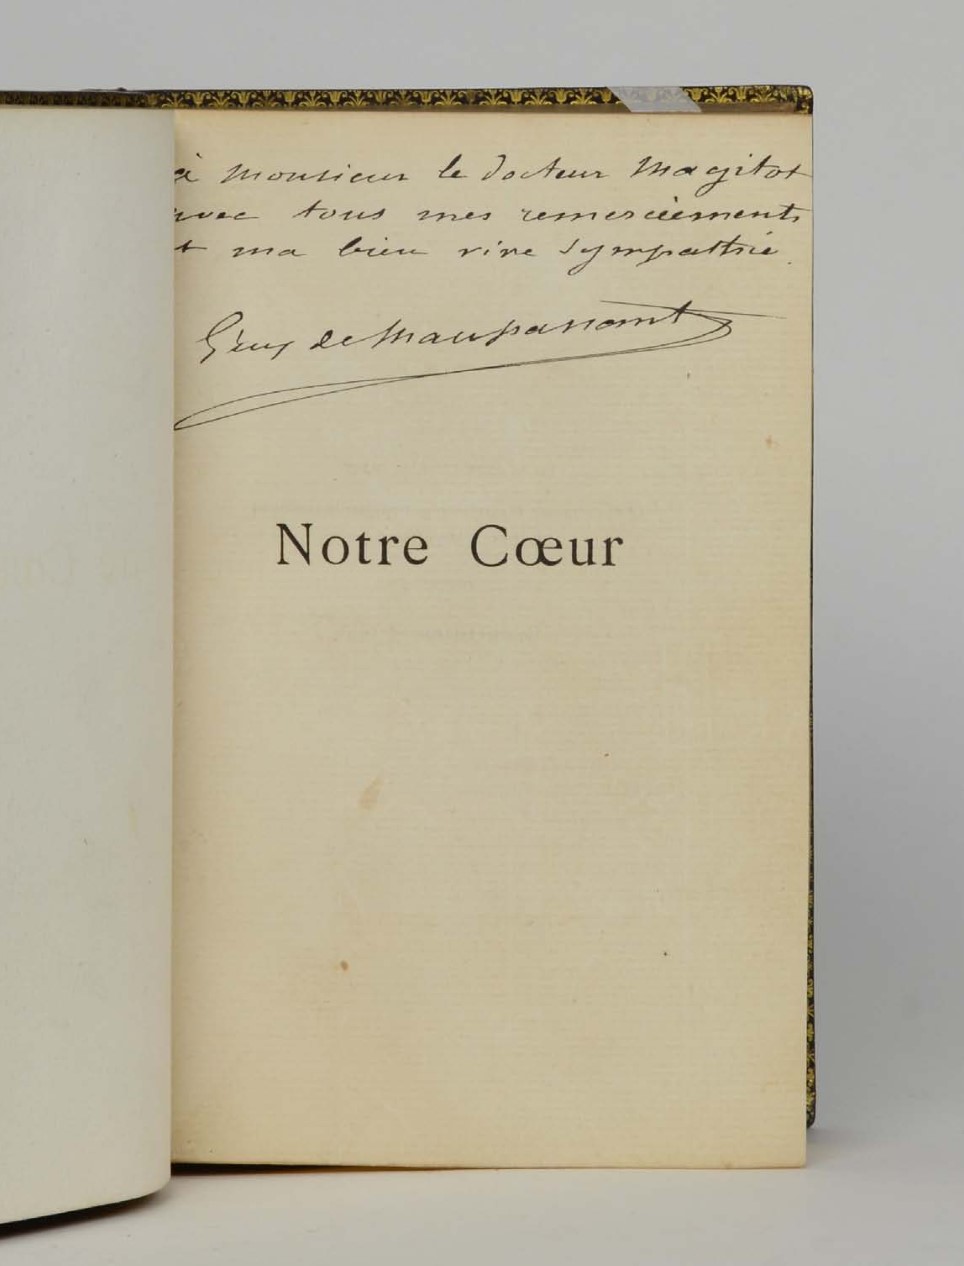 à Monsieur le docteur Magitot
avec tous mes remerciements
et ma bien vive sympathie.
Guy de Maupassant
Notre Cœur